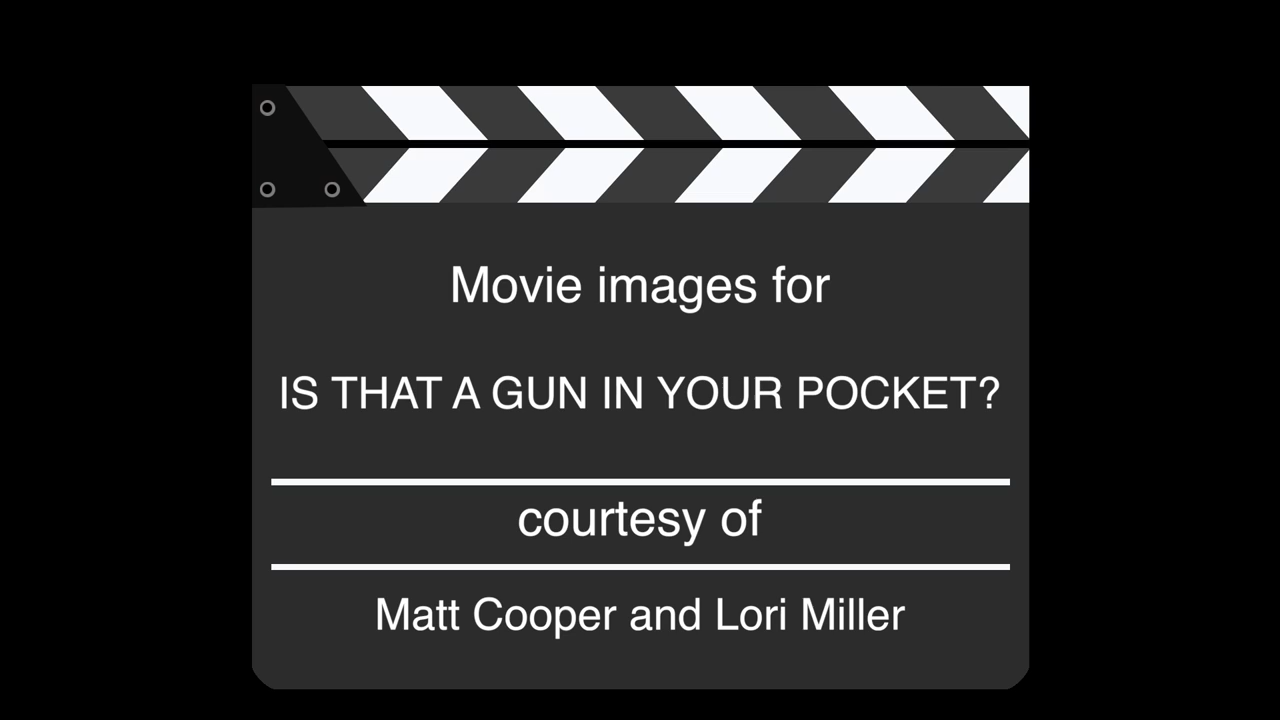 Movie images for
IS THAT A GUN IN YOUR POCKET?
courtesy of
Matt Cooper and Lori Miller